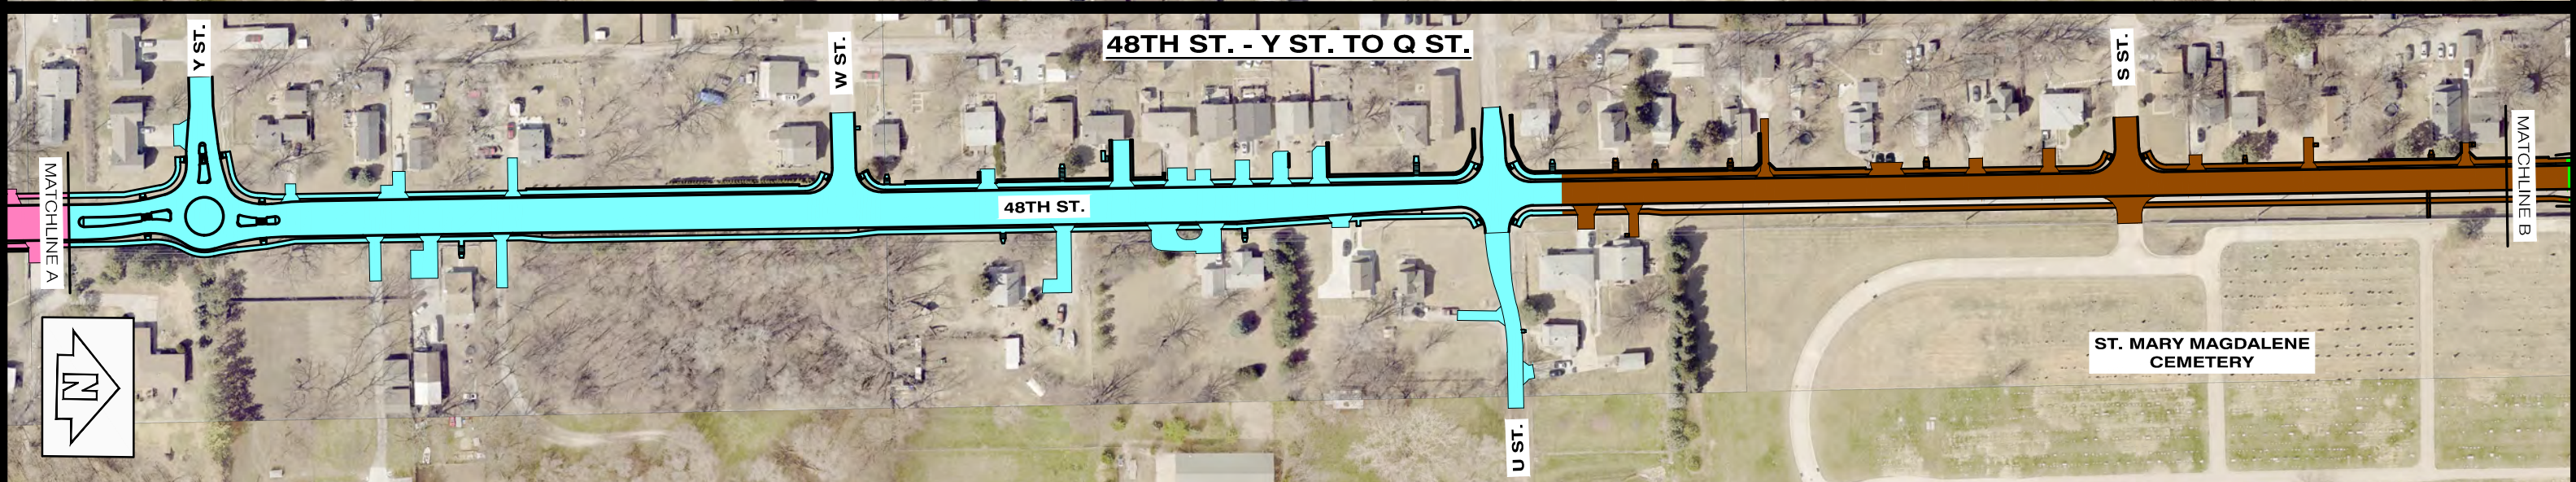 48TH ST. - Y ST. TO Q ST.
Y ST.
W ST.
S ST.
MATCHLINE A
48TH ST.
MATCHLINE B
N
ST. MARY MAGDALENE
CEMETERY
U ST.